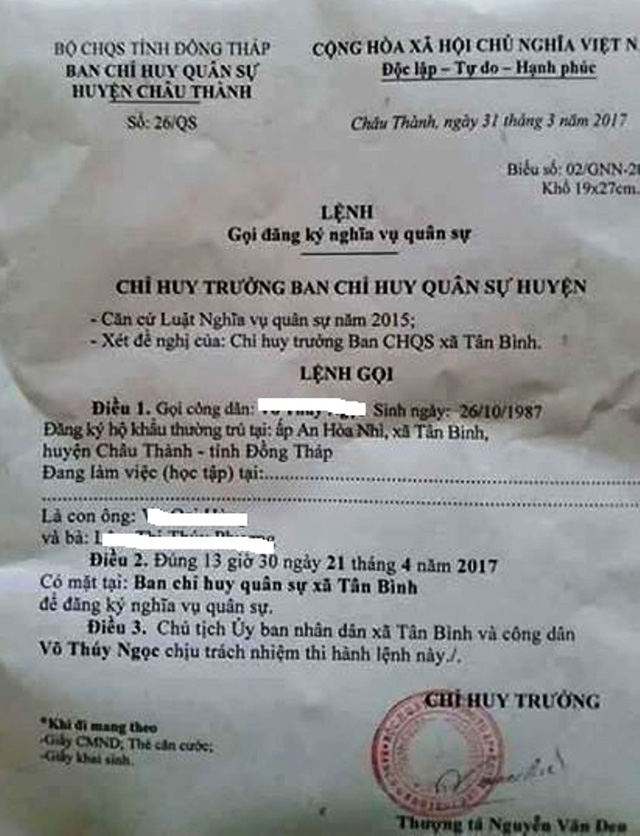 BỘ CHQS TỈNH ĐỒNG THÁP
BAN CHỈ HUY QUÂN SỰ
HUYỆN CHÂU THÀNH
Số: 26/QS
CỘNG HÒA XÃ HỘI CHỦ NGHĨA VIỆT N
Độc lập – Tự do – Hạnh phúc
Châu Thành, ngày 31 tháng 3 năm 2017
Biểu số: 02/GNN-20
Khổ 19x27cm.
LỆNH
Gọi đăng ký nghĩa vụ quân sự
CHỈ HUY TRƯỞNG BAN CHỈ HUY QUÂN SỰ HUYỆN
- Căn cứ Luật Nghĩa vụ quân sự năm 2015;
- Xét đề nghị của: Chỉ huy trưởng Ban CHQS xã Tân Bình.
LỆNH GỌI
Điều 1. Gọi công dân: Sinh ngày: 26/10/1987
Đăng ký hộ khẩu thường trú tại: ấp An Hòa Nhì, xã Tân Bình,
huyện Châu Thành - tỉnh Đồng Tháp
Đang làm việc (học tập) tại:
Là con ông:
và bà:
Điều 2. Đúng 13 giờ 30 ngày 21 tháng 4 năm 2017
Có mặt tại: Ban chỉ huy quân sự xã Tân Bình
để đăng ký nghĩa vụ quân sự.
Điều 3. Chủ tịch Ủy ban nhân dân xã Tân Bình và công dân
Võ Thúy Ngọc chịu trách nhiệm thi hành lệnh này./.
CHỈ HUY TRƯỞNG
*Khi đi mang theo
-Giấy CMND; Thẻ căn cước;
-Giấy khai sinh.
Thượng tá Nguyễn Văn Đen